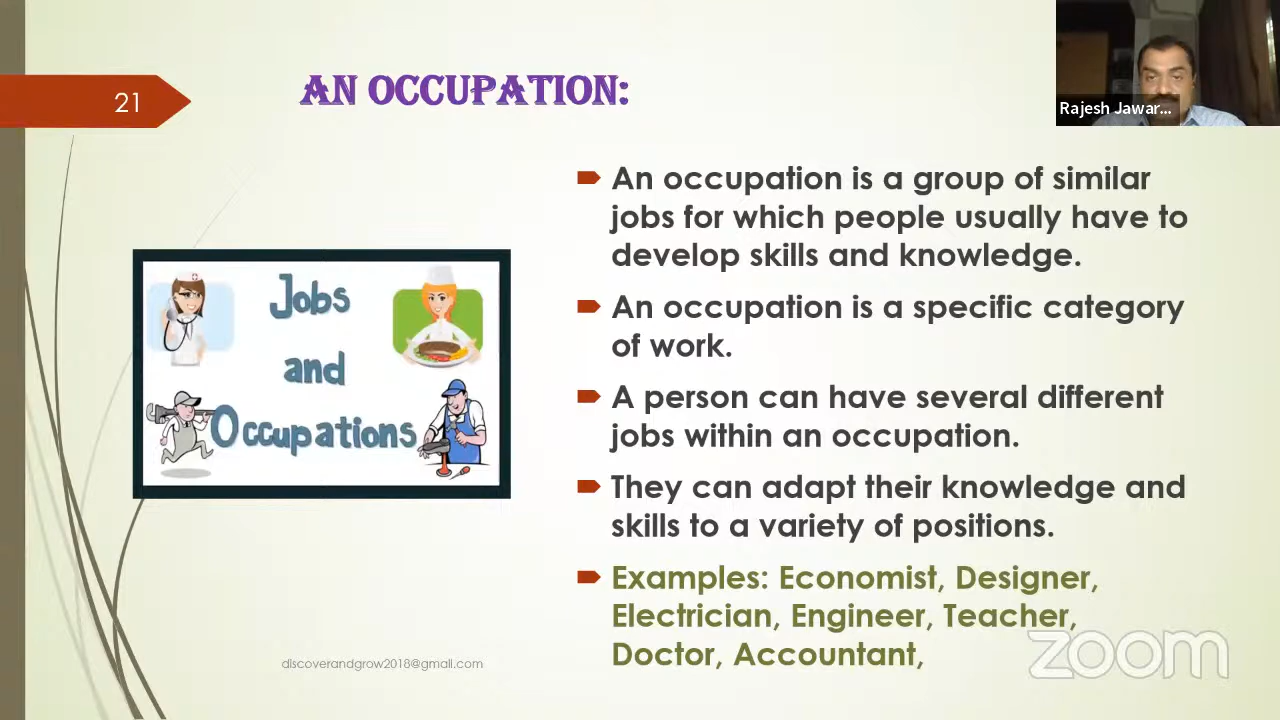 21
AN OCCUPATION:
Rajesh Jawar...
An occupation is a group of similar
jobs for which people usually have to
develop skills and knowledge.
An occupation is a specific category
of work.
A person can have several different
jobs within an occupation.
They can adapt their knowledge and
skills to a variety of positions.
Examples: Economist, Designer,
Electrician, Engineer, Teacher,
Doctor, Accountant,
Jobs
and
Occupations
discoverandgrow2018@gmail.com
zoom